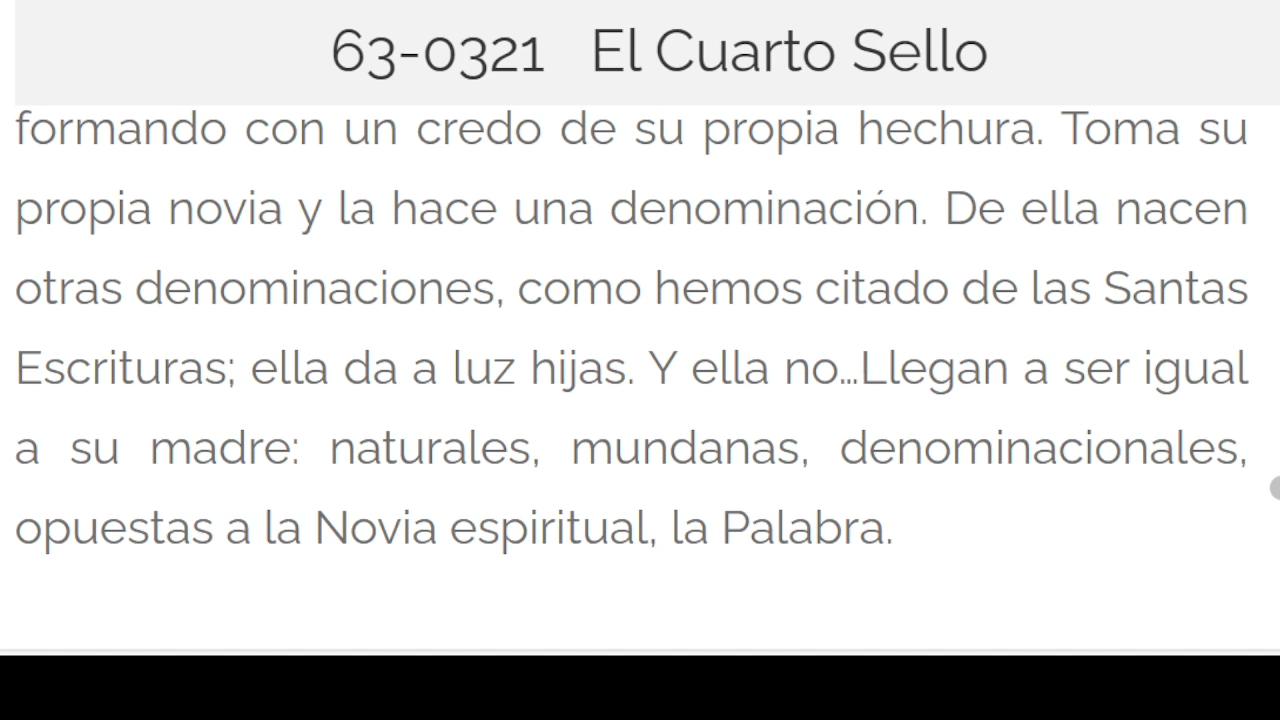 63-0321 El Cuarto Sello
formando con un credo de su propia hechura. Toma su
propia novia y la hace una denominación. De ella nacen
otras denominaciones, como hemos citado de las Santas
Escrituras; ella da a luz hijas. Y ella no...Llegan a ser igual
a su madre: naturales, mundanas, denominacionales,
opuestas a la Novia espiritual, la Palabra.